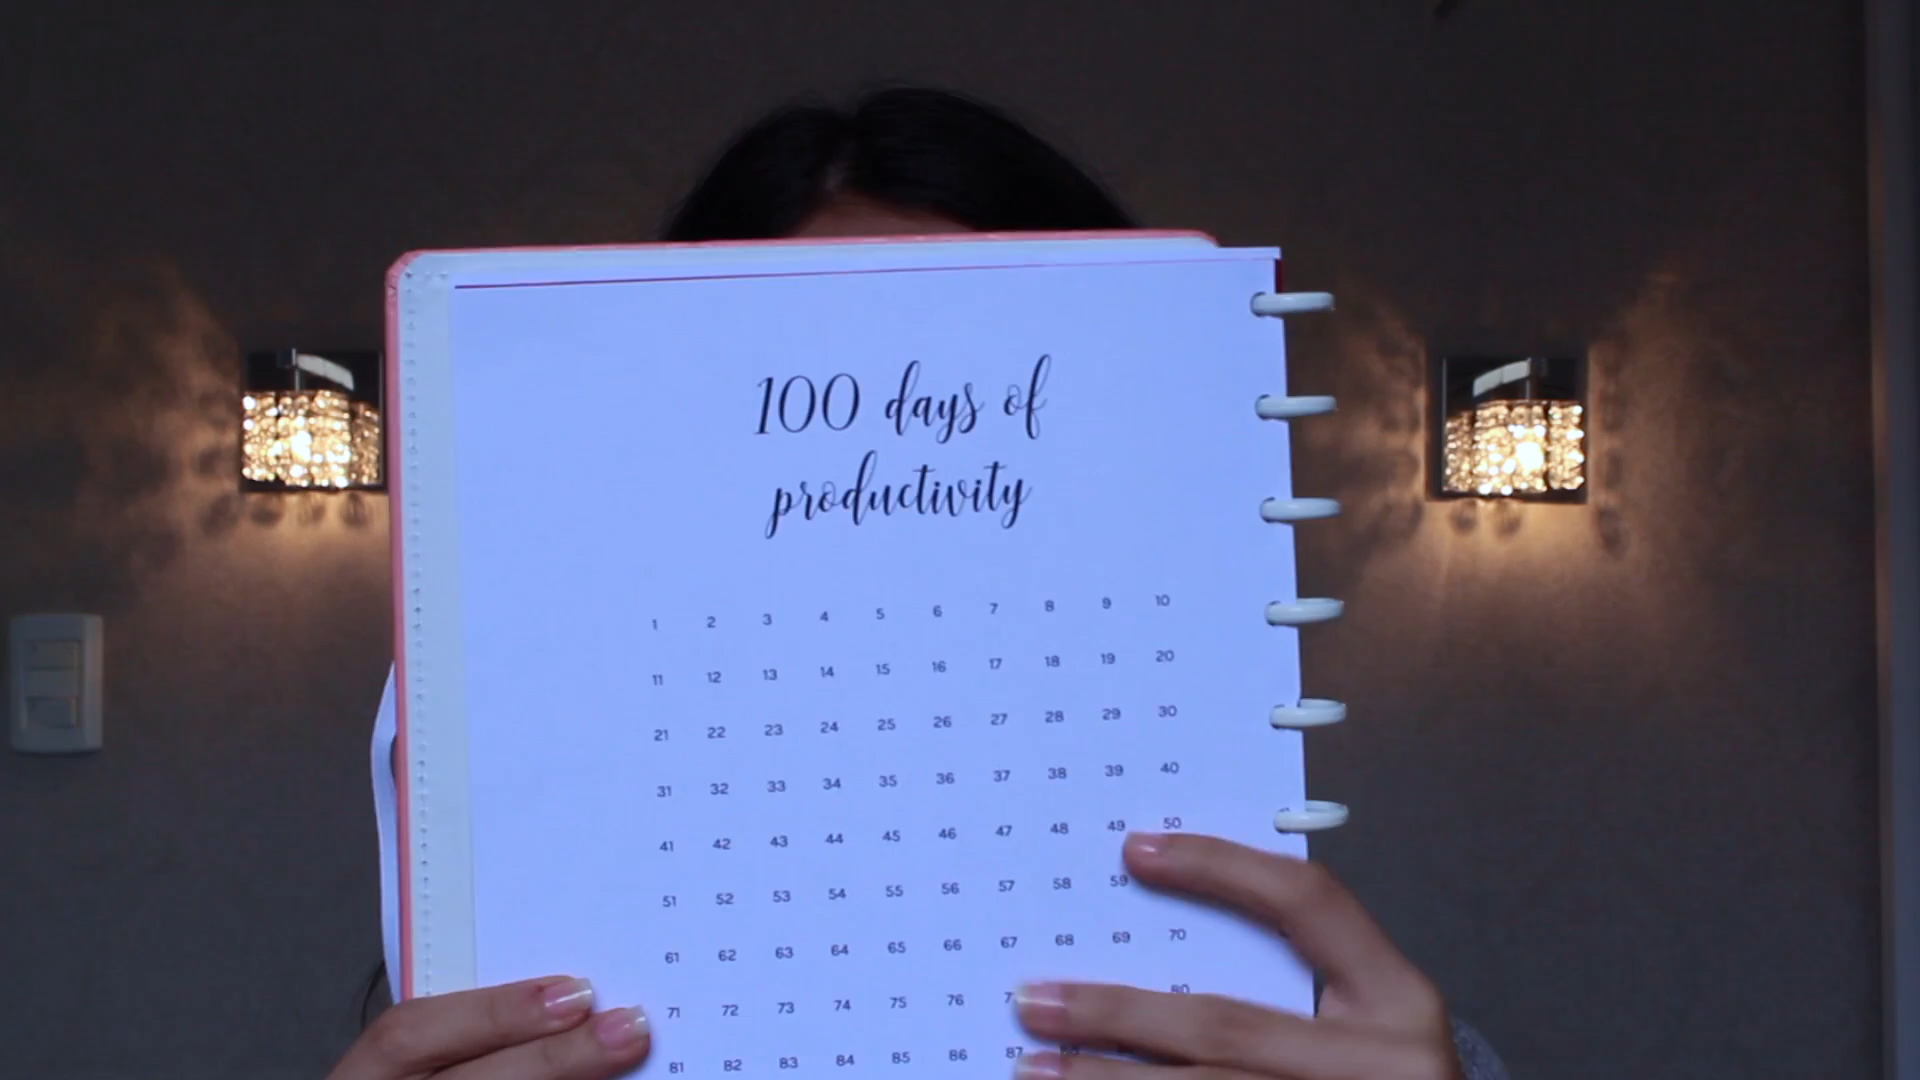 100 days of
productivity
1 2 3 4 5 6 7 8 9 10
11 12 13 14 15 16 17 18 19 20
21 22 23 24 25 26 27 28 29 30
31 32 33 34 35 36 37 38 39 40
41 42 43 44 45 46 47 48 49 50
51 52 53 54 55 56 57 58 59
61 62 63 64 65 66 67 68 69 70
71 72 73 74 75 76 80
81 82 83 84 85 86 87